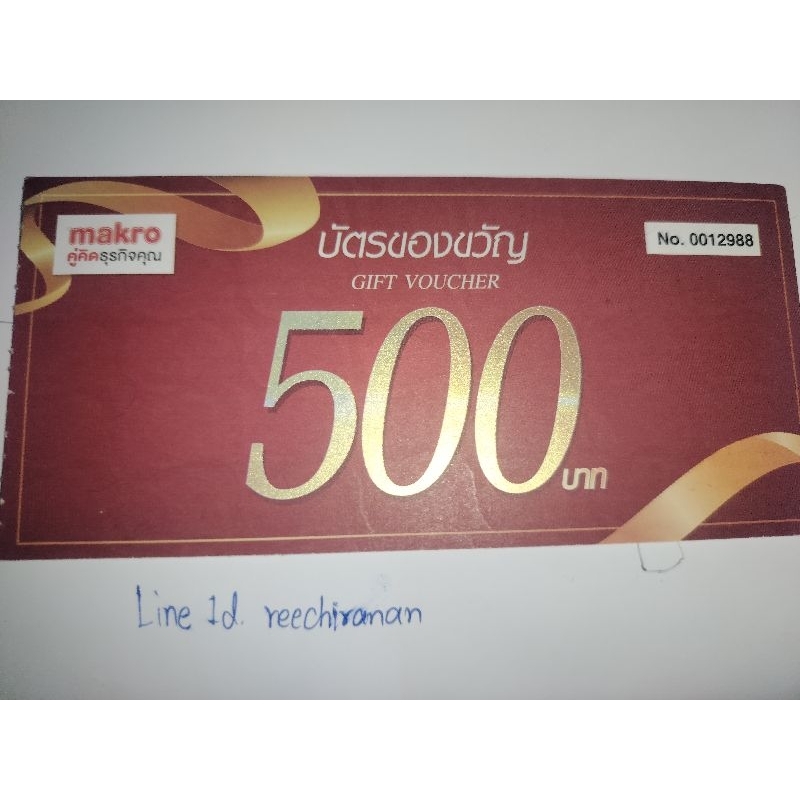 makro
คู่คิดธุรกิจคุณ
บัตรของขวัญ
No. 0012988
GIFT VOUCHER
500 บาท
Line Id. reechiranan